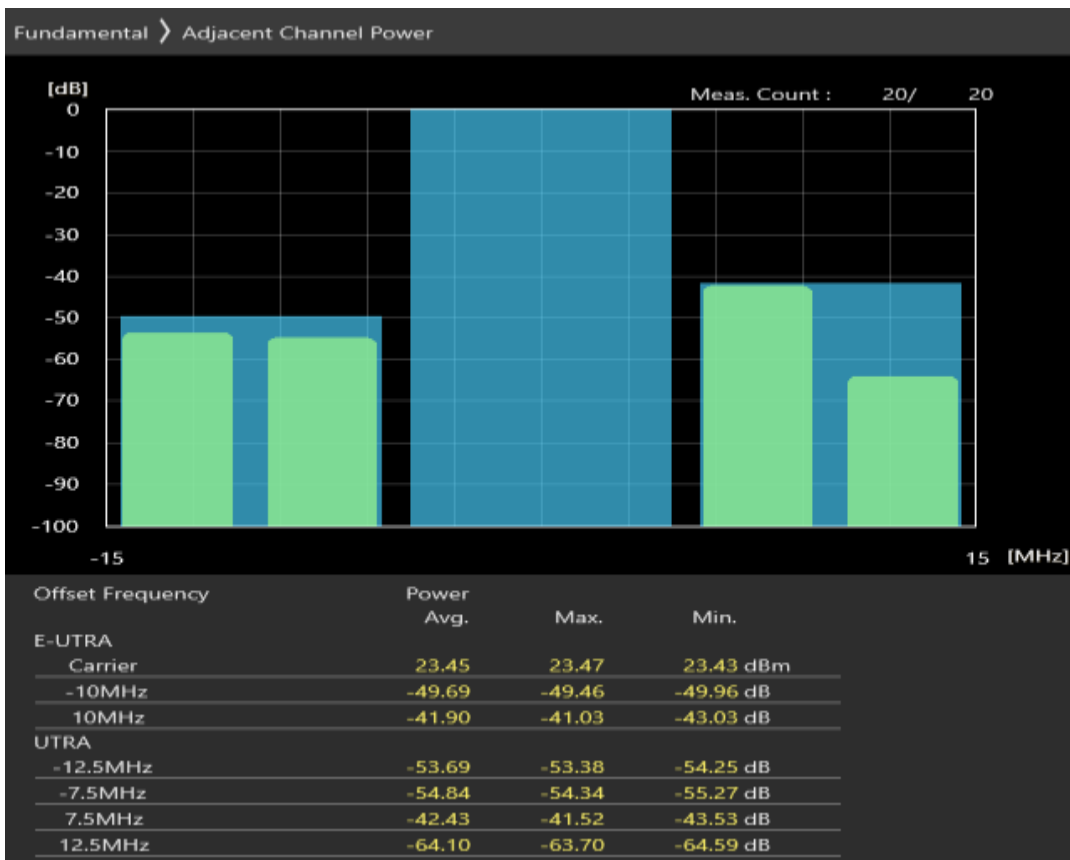 Fundamental 〉 Adjacent Channel Power
[dB]
Meas. Count : 20/ 20
0
-10
-20
-30
-40
-50
-60
-70
-80
-90
-100
-15 15 [MHz]
Offset Frequency Power
Avg. Max. Min.
E-UTRA
Carrier 23.45 23.47 23.43 dBm
-10MHz -49.69 -49.46 -49.96 dB
10MHz -41.90 -41.03 -43.03 dB
UTRA
-12.5MHz -53.69 -53.38 -54.25 dB
-7.5MHz -54.84 -54.34 -55.27 dB
7.5MHz -42.43 -41.52 -43.53 dB
12.5MHz -64.10 -63.70 -64.59 dB